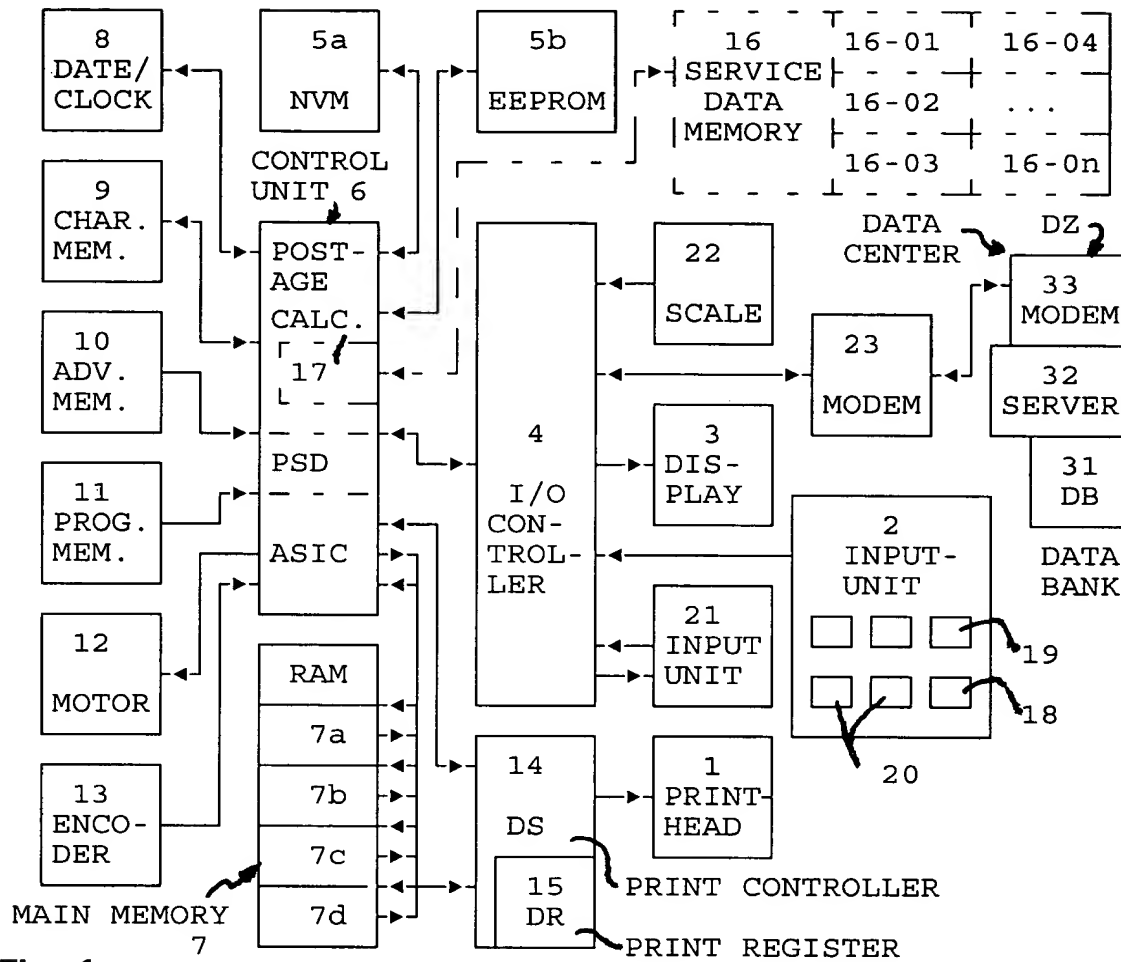 8
DATE/
CLOCK
5a
NVM
5b
EEPROM
16
SERVICE
DATA
MEMORY
16-01
16-02
16-03
16-04
...
16-0n
CONTROL
UNIT 6
9
CHAR.
MEM.
POST-
AGE
CALC.
17
PSD
ASIC
10
ADV.
MEM.
11
PROG.
MEM.
12
MOTOR
13
ENCO-
DER
4
I/O
CON-
TROL-
LER
22
SCALE
DATA
CENTER
DZ
33
MODEM
23
MODEM
32
SERVER
31
DB
DATA
BANK
3
DIS-
PLAY
2
INPUT-
UNIT
19
18
20
21
INPUT
UNIT
RAM
7a
7b
7c
7d
MAIN MEMORY
7
14
DS
15
DR
1
PRINT
HEAD
PRINT CONTROLLER
PRINT REGISTER